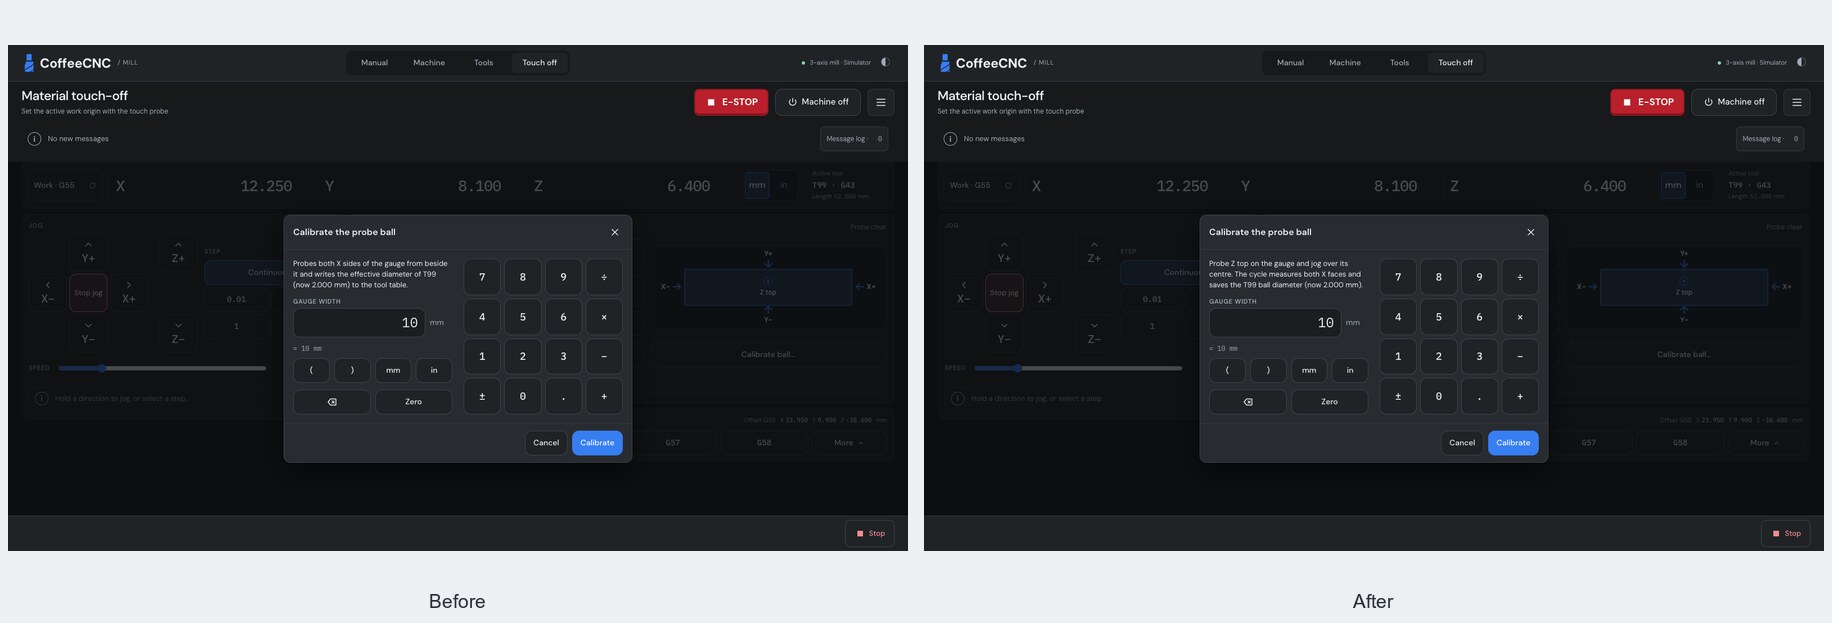 CoffeeCNC / MILL
Manual Machine Tools Touch off
3-axis mill · Simulator
Material touch-off
Set the active work origin with the touch probe
E-STOP
Machine off
No new messages
Message log · 0
Work · G55
X 12.250
Y 8.100
Z 6.400
mm in
Active tool
T99 · G43
Length 52.800 mm
JOG
Probe clear
Y+
Z+
STEP
Continuou
X-
Stop jog
X+
0.01
1
Y-
Z-
SPEED
Hold a direction to jog, or select a step.
Y+
X-
X+
Z top
Y-
Calibrate ball...
G57
G58
More
Calibrate the probe ball
Probes both X sides of the gauge from beside
it and writes the effective diameter of T99
(now 2.000 mm) to the tool table.
GAUGE WIDTH
10 mm
= 10 mm
( ) mm in
Zero
7 8 9 ÷
4 5 6 ×
1 2 3 −
± 0 . +
Cancel
Calibrate
Stop
Before
CoffeeCNC / MILL
Manual Machine Tools Touch off
3-axis mill · Simulator
Material touch-off
Set the active work origin with the touch probe
E-STOP
Machine off
No new messages
Message log · 0
Work · G55
X 12.250
Y 8.100
Z 6.400
mm in
Active tool
T99 · G43
Length 52.800 mm
JOG
Probe clear
Y+
Z+
STEP
Continuou
X-
Stop jog
X+
0.01
1
Y-
Z-
SPEED
Hold a direction to jog, or select a step.
Y+
X-
X+
Z top
Y-
Calibrate ball...
G57
G58
More
Calibrate the probe ball
Probe Z top on the gauge and jog over its
centre. The cycle measures both X faces and
saves the T99 ball diameter (now 2.000 mm).
GAUGE WIDTH
10 mm
= 10 mm
( ) mm in
Zero
7 8 9 ÷
4 5 6 ×
1 2 3 −
± 0 . +
Cancel
Calibrate
Stop
After